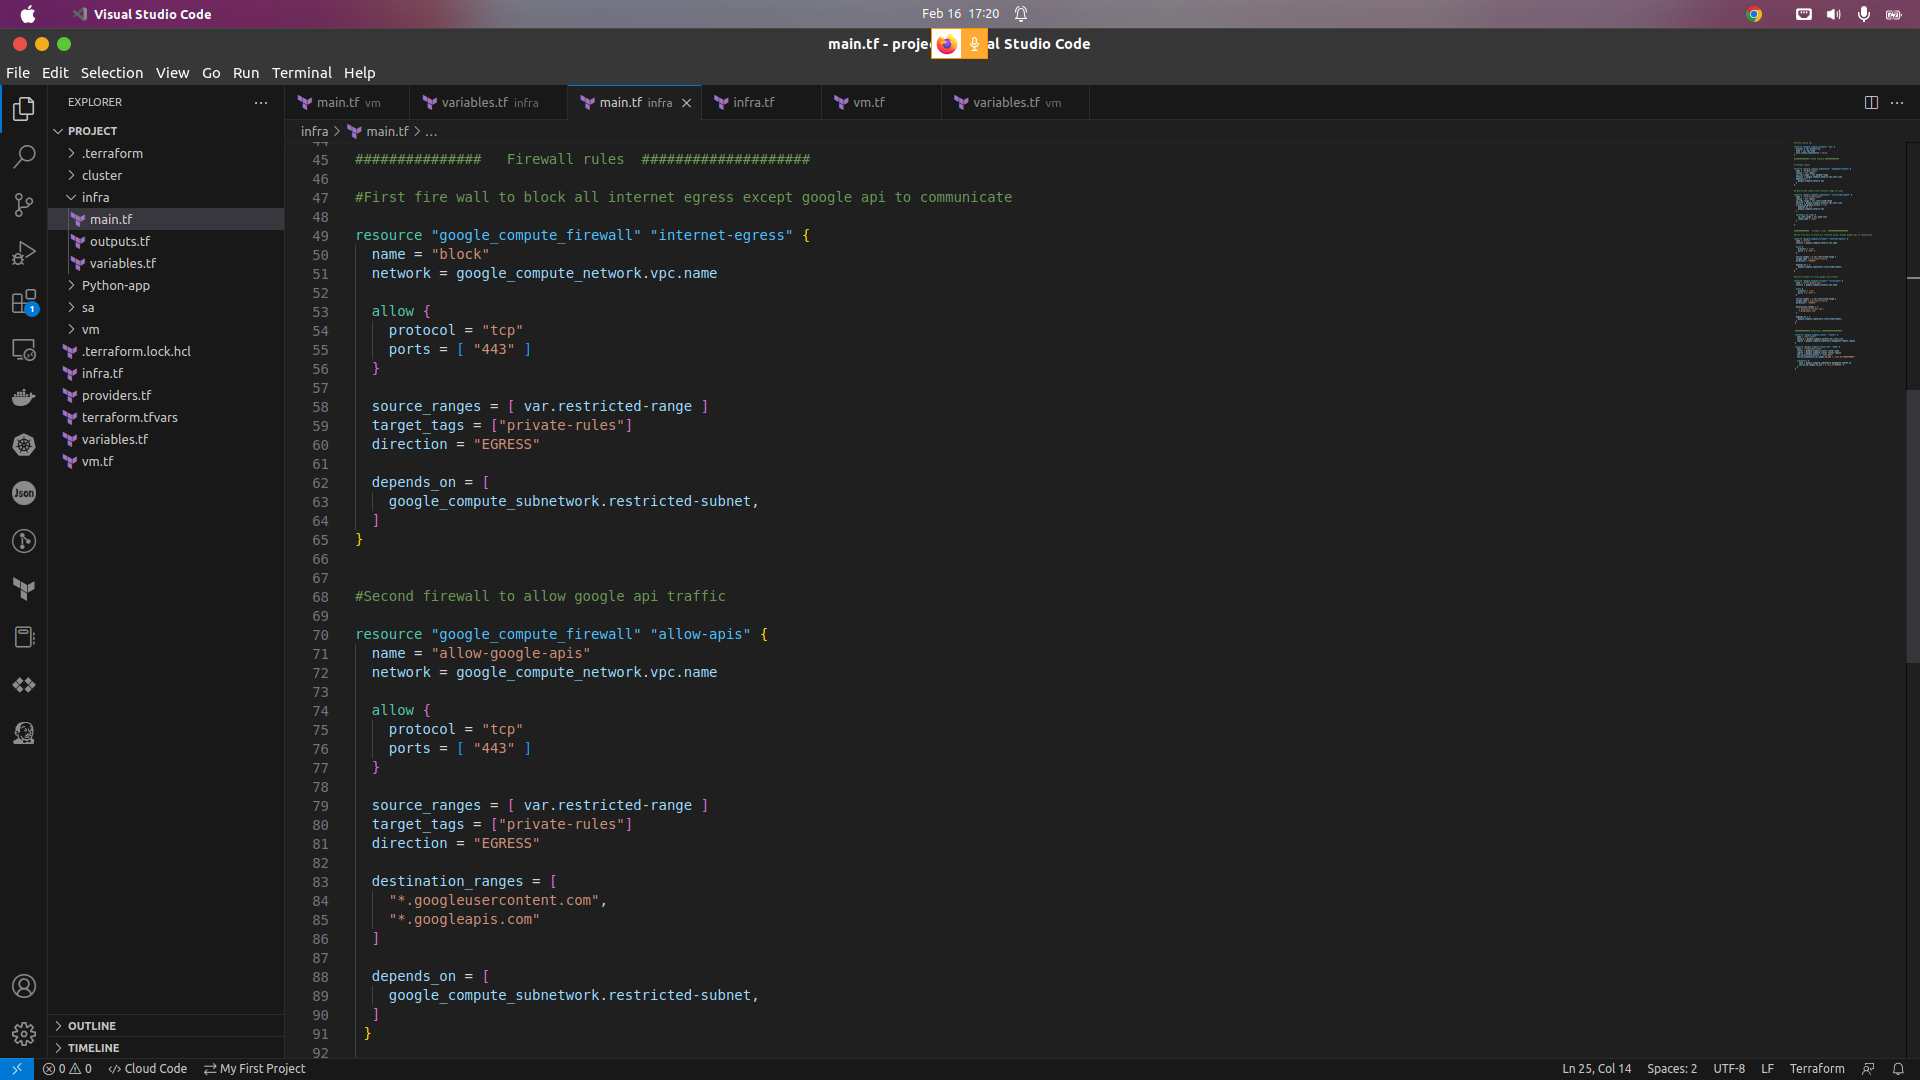 Visual Studio Code
Feb 16 17:20
main.tf - proje
al Studio Code
File Edit Selection View Go Run Terminal Help
EXPLORER
main.tf vm
variables.tf infra
main.tf infra
infra.tf
vm.tf
variables.tf vm
PROJECT
.terraform
cluster
infra
main.tf
outputs.tf
variables.tf
Python-app
sa
vm
.terraform.lock.hcl
infra.tf
providers.tf
terraform.tfvars
variables.tf
vm.tf
1
Json
OUTLINE
TIMELINE
infra > main.tf > ...
44
45 ############### Firewall rules ####################
46
47 #First fire wall to block all internet egress except google api to communicate
48
49 resource "google_compute_firewall" "internet-egress" {
50 name = "block"
51 network = google_compute_network.vpc.name
52
53 allow {
54 protocol = "tcp"
55 ports = [ "443" ]
56 }
57
58 source_ranges = [ var.restricted-range ]
59 target_tags = ["private-rules"]
60 direction = "EGRESS"
61
62 depends_on = [
63 google_compute_subnetwork.restricted-subnet,
64 ]
65 }
66
67
68 #Second firewall to allow google api traffic
69
70 resource "google_compute_firewall" "allow-apis" {
71 name = "allow-google-apis"
72 network = google_compute_network.vpc.name
73
74 allow {
75 protocol = "tcp"
76 ports = [ "443" ]
77 }
78
79 source_ranges = [ var.restricted-range ]
80 target_tags = ["private-rules"]
81 direction = "EGRESS"
82
83 destination_ranges = [
84 "*.googleusercontent.com",
85 "*.googleapis.com"
86 ]
87
88 depends_on = [
89 google_compute_subnetwork.restricted-subnet,
90 ]
91 }
92
0 0 Cloud Code My First Project
Ln 25, Col 14 Spaces: 2 UTF-8 LF Terraform